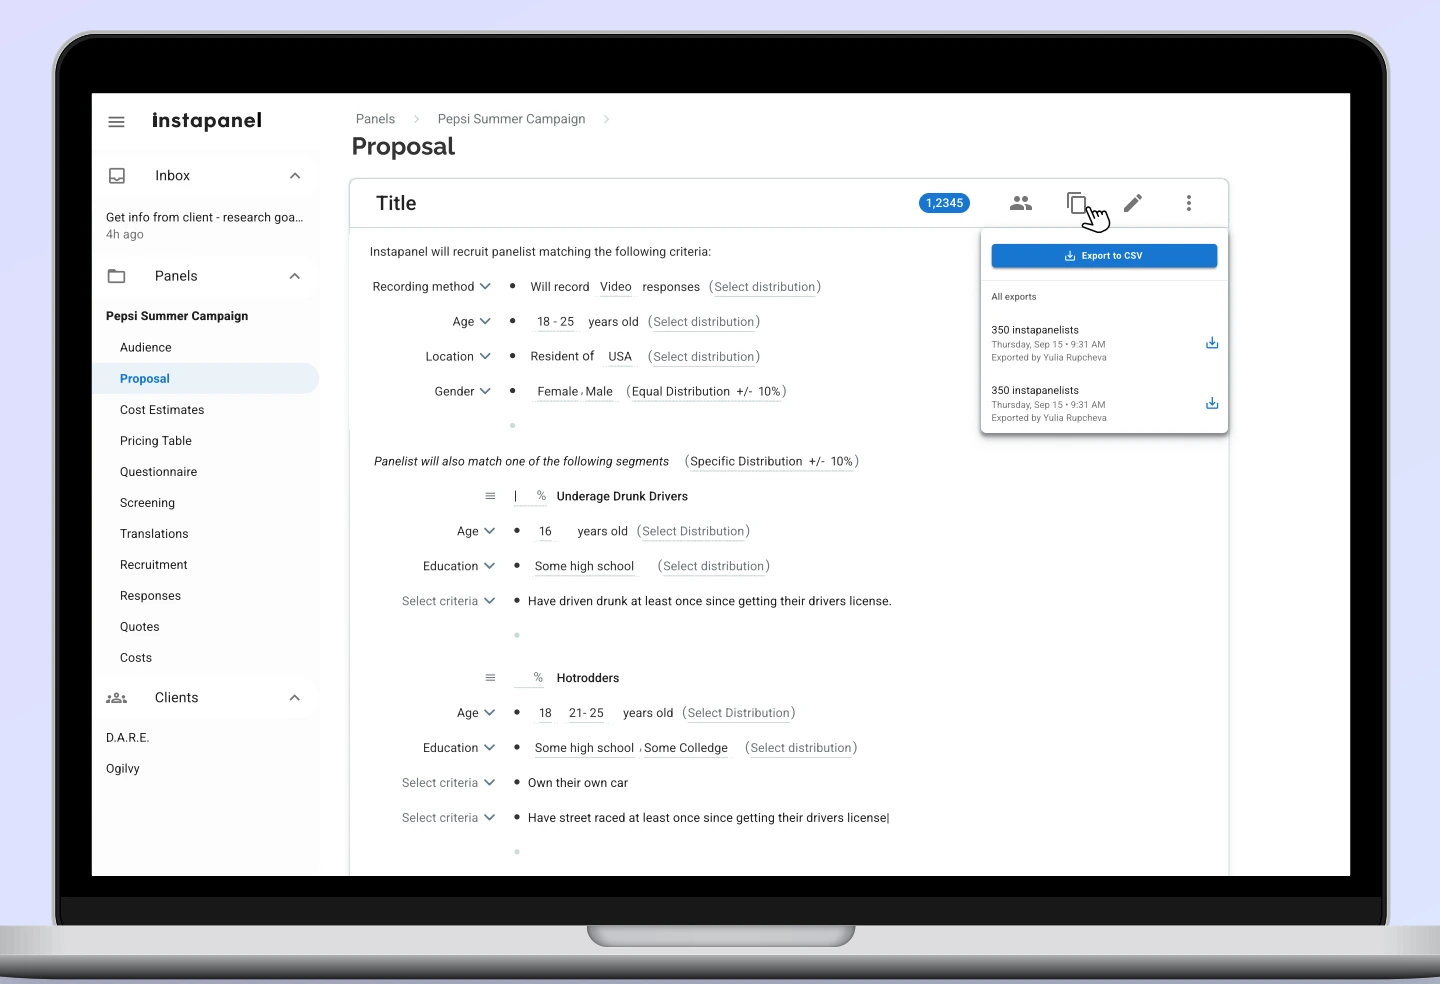 instapanel
Inbox
Get info from client - research goa...
4h ago
Panels
Pepsi Summer Campaign
Audience
Proposal
Cost Estimates
Pricing Table
Questionnaire
Screening
Translations
Recruitment
Responses
Quotes
Costs
Clients
D.A.R.E.
Ogilvy
Panels > Pepsi Summer Campaign >
Proposal
Title 1,2345
Instapanel will recruit panelist matching the following criteria:
Recording method • Will record Video responses (Select distribution)
Age • 18 - 25 years old (Select distribution)
Location • Resident of USA (Select distribution)
Gender • Female, Male (Equal Distribution +/- 10%)
Panelist will also match one of the following segments (Specific Distribution +/- 10%)
% Underage Drunk Drivers
Age • 16 years old (Select Distribution)
Education • Some high school (Select distribution)
Select criteria • Have driven drunk at least once since getting their drivers license.
% Hotrodders
Age • 18 21- 25 years old (Select Distribution)
Education • Some high school , Some Colledge (Select distribution)
Select criteria • Own their own car
Select criteria • Have street raced at least once since getting their drivers license
Export to CSV
All exports
350 instapanelists
Thursday, Sep 15 • 9:31 AM
Exported by Yulia Rupcheva
350 instapanelists
Thursday, Sep 15 • 9:31 AM
Exported by Yulia Rupcheva